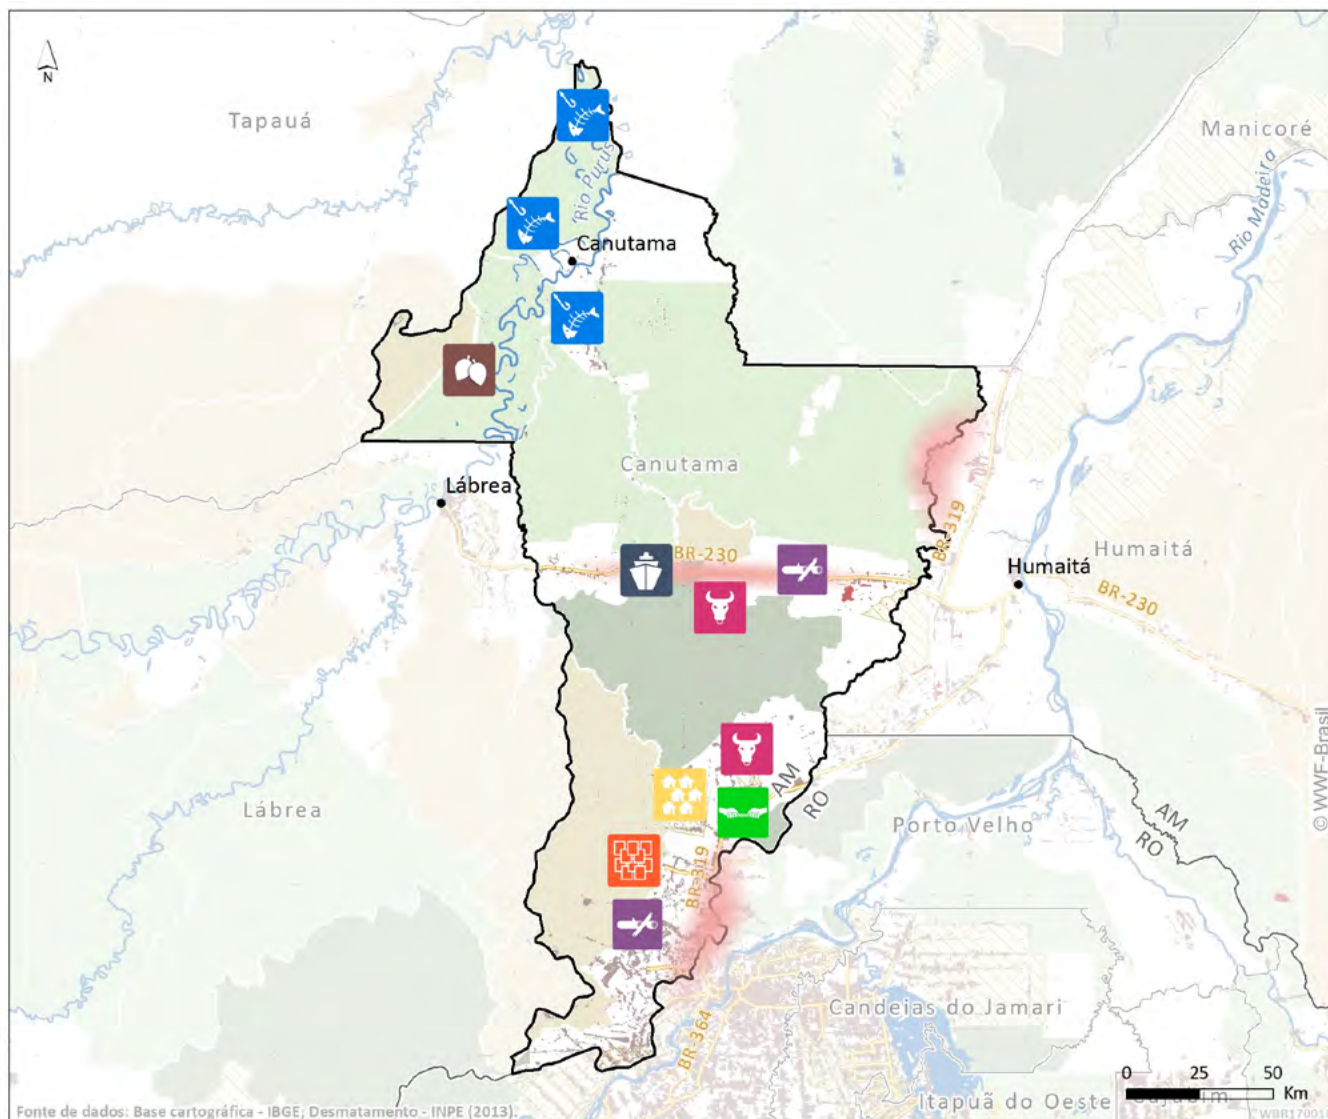 N
Tapauá
Manicoré
Rio Purus
Rio Madeira
Canutama
Canutama
Lábrea
BR-319
BR-230
Humaitá
Humaitá
BR-230
© WWF-Brasil
AM
RO
Lábrea
Porto Velho
AM
RO
BR-319
Candeias do Jamari
BR-364
0 25 50
Km
Itapuã do Oeste
Fonte de dados: Base cartográfica - IBGE; Desmatamento - INPE (2013).